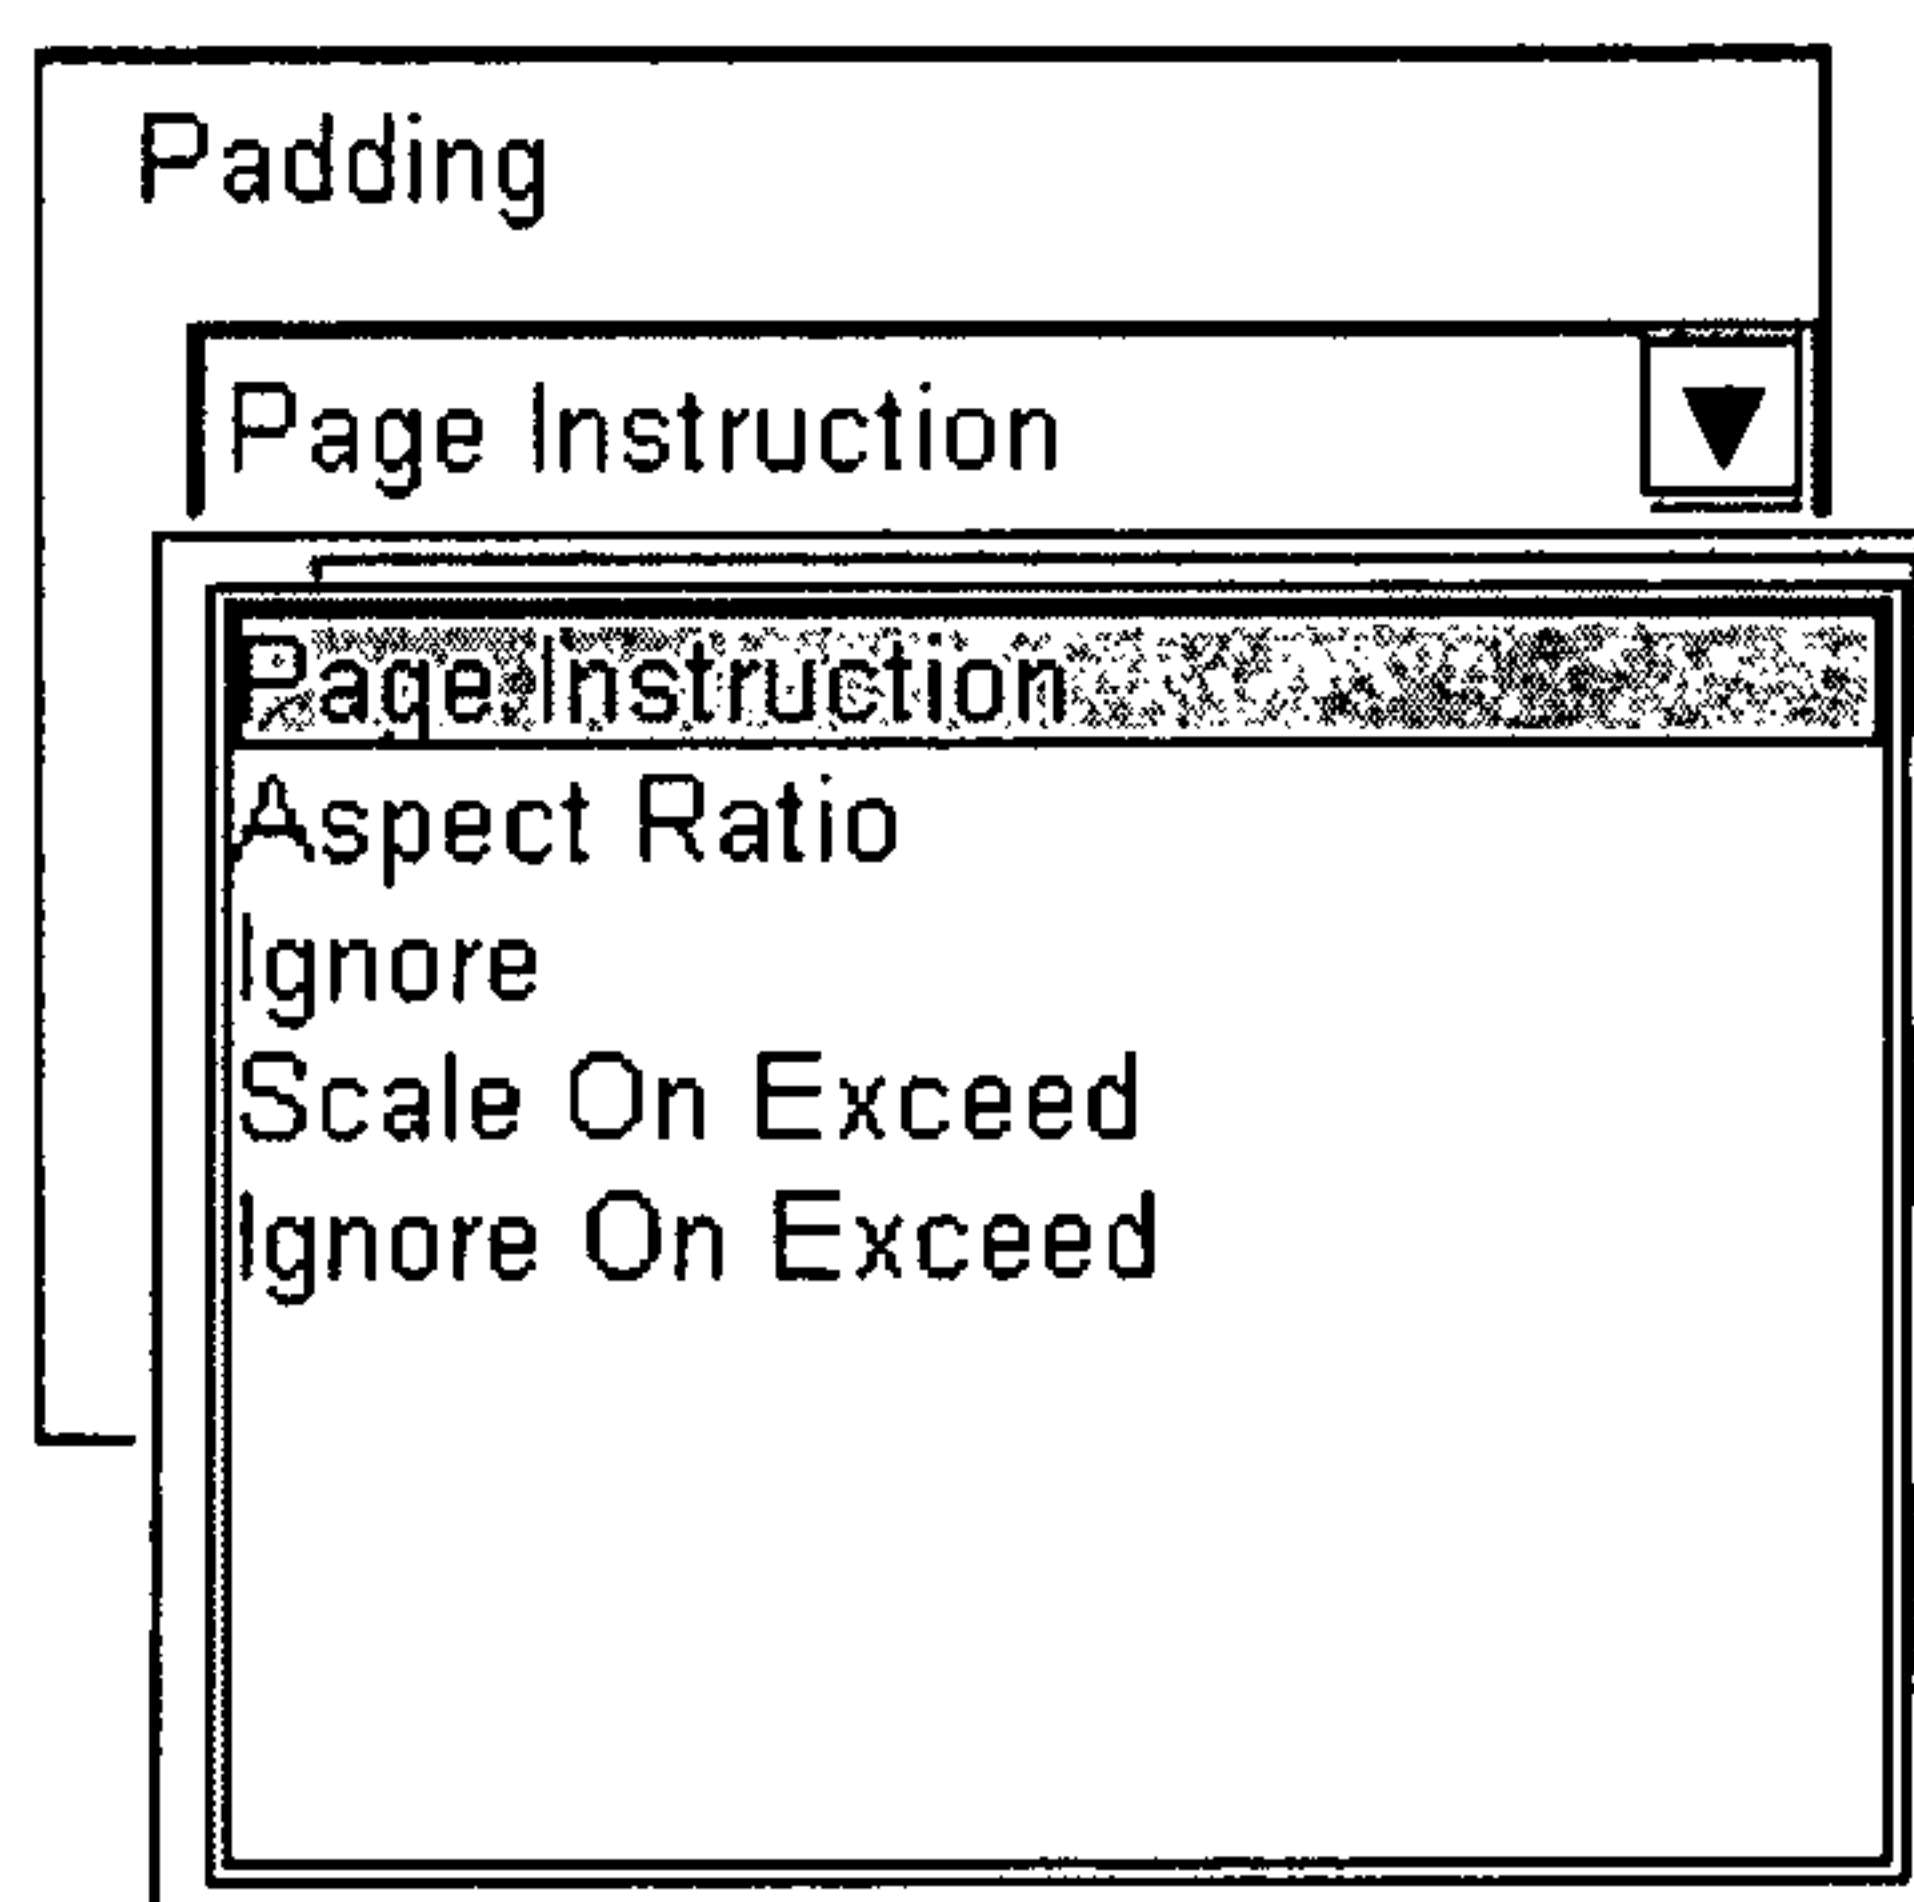 Padding
Page Instruction
Page Instruction
Aspect Ratio
Ignore
Scale On Exceed
Ignore On Exceed